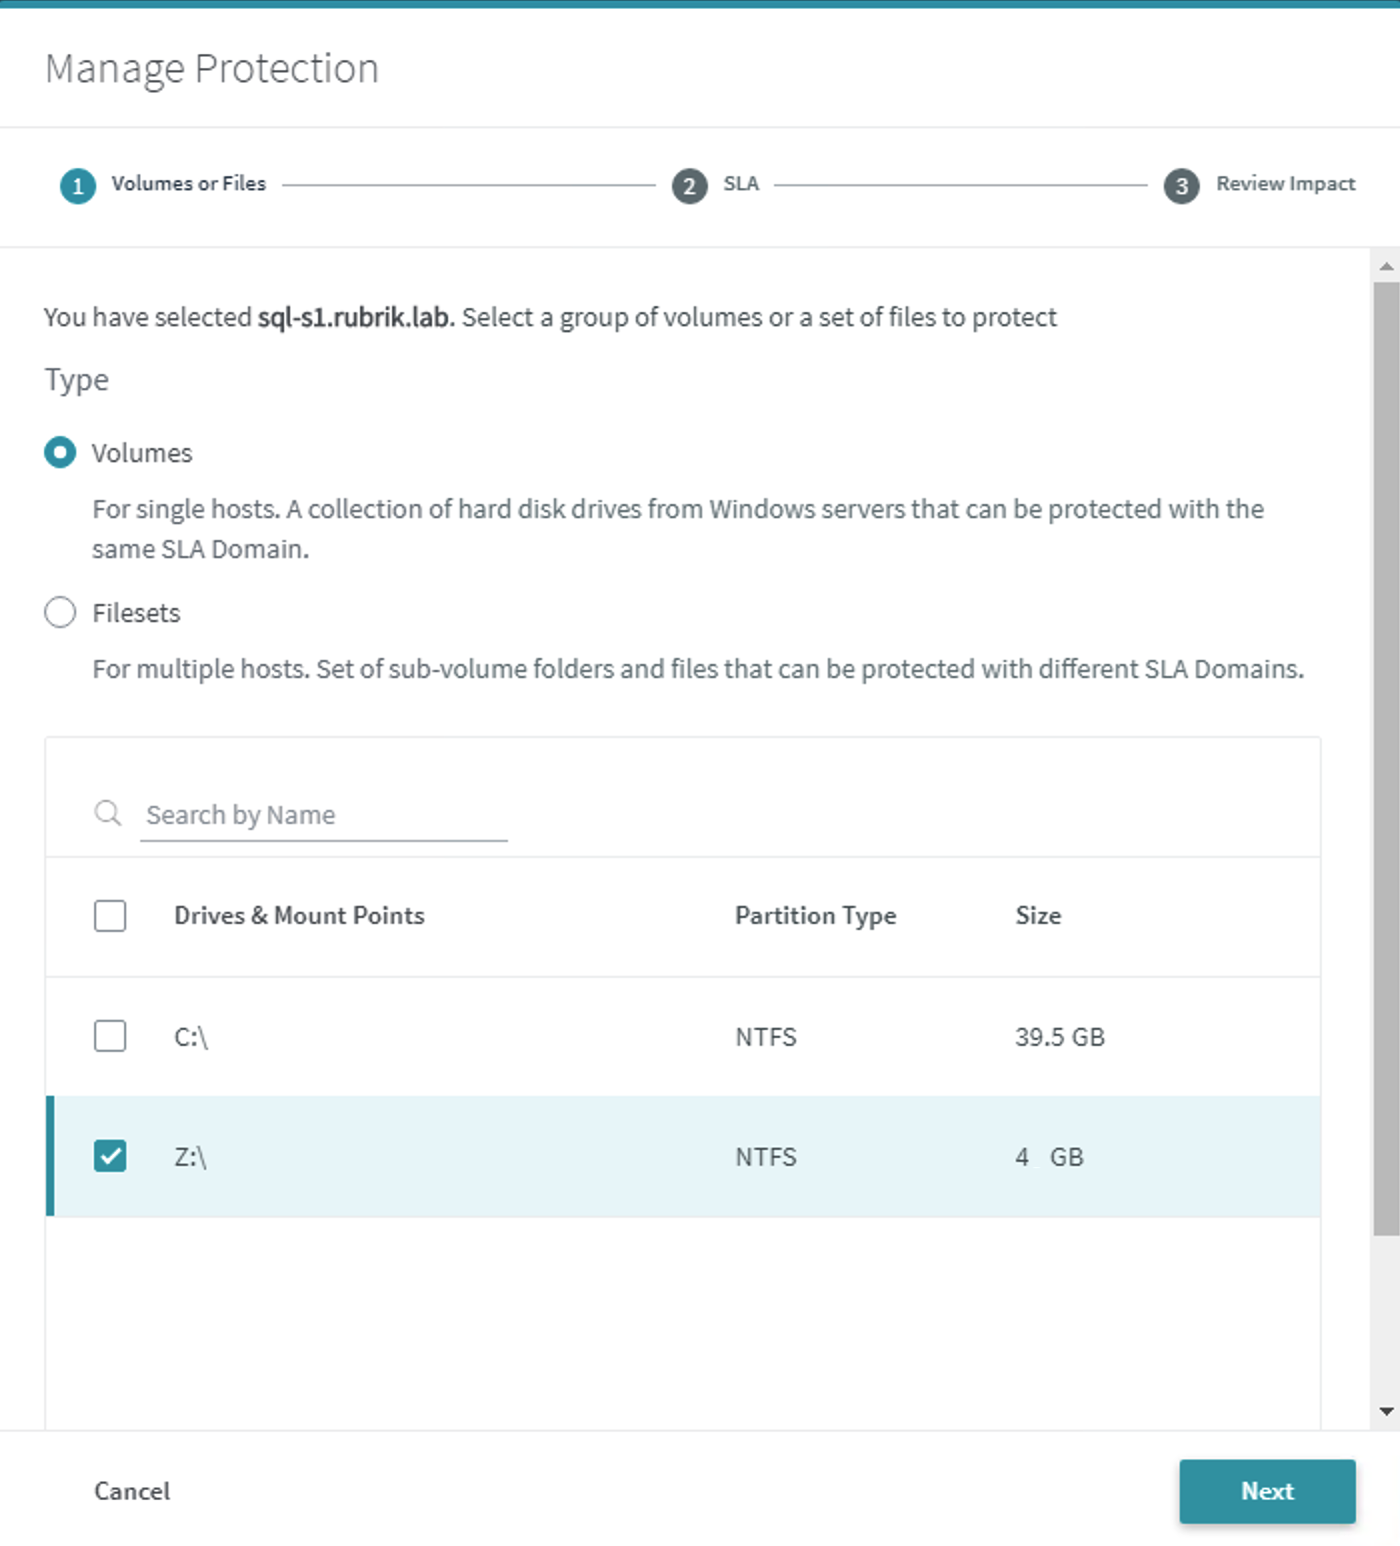 Manage Protection
1 Volumes or Files 2 SLA 3 Review Impact
You have selected sql-s1.rubrik.lab. Select a group of volumes or a set of files to protect
Type
Volumes
For single hosts. A collection of hard disk drives from Windows servers that can be protected with the
same SLA Domain.
Filesets
For multiple hosts. Set of sub-volume folders and files that can be protected with different SLA Domains.
Search by Name
Drives & Mount Points Partition Type Size
C:\ NTFS 39.5 GB
Z:\ NTFS 4 GB
Cancel Next